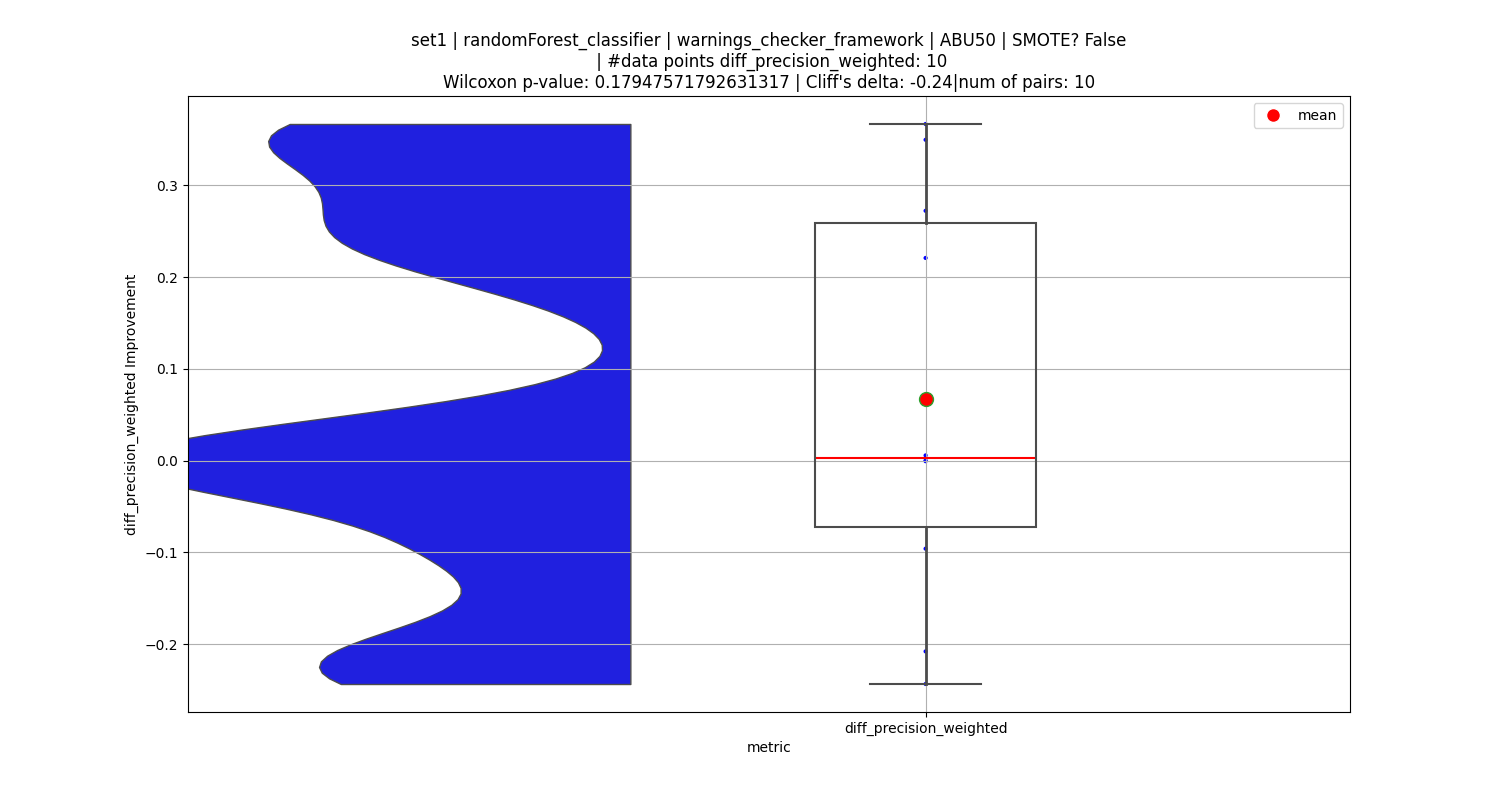 set1 | randomForest_classifier | warnings_checker_framework | ABU50 | SMOTE? False
| #data points diff_precision_weighted: 10
Wilcoxon p-value: 0.17947571792631317 | Cliff's delta: -0.24|num of pairs: 10
mean
0.3
0.2
0.1
0.0
−0.1
−0.2
diff_precision_weighted Improvement
diff_precision_weighted
metric